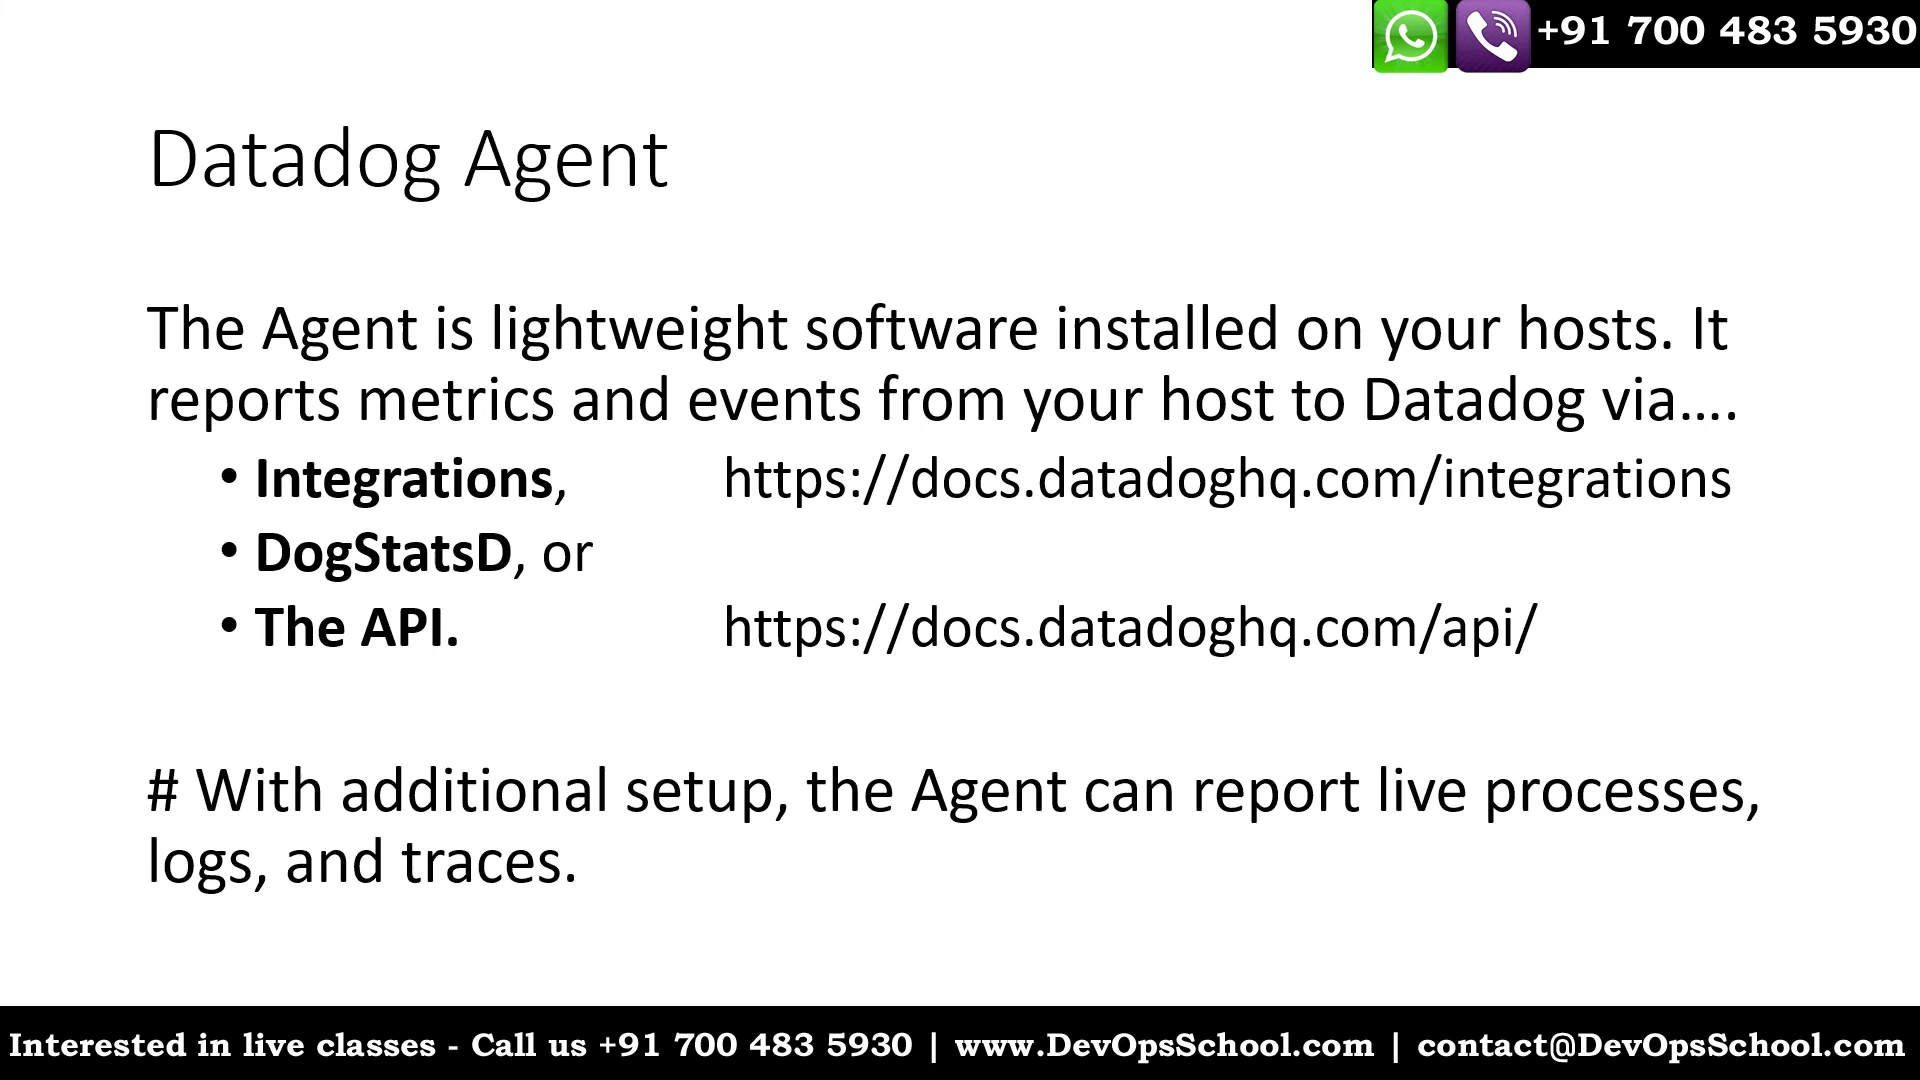 +91 700 483 5930
Datadog Agent
The Agent is lightweight software installed on your hosts. It
reports metrics and events from your host to Datadog via....
• Integrations, https://docs.datadoghq.com/integrations
• DogStatsD, or
• The API. https://docs.datadoghq.com/api/
# With additional setup, the Agent can report live processes,
logs, and traces.
Interested in live classes - Call us +91 700 483 5930 | www.DevOpsSchool.com | contact@DevOpsSchool.com